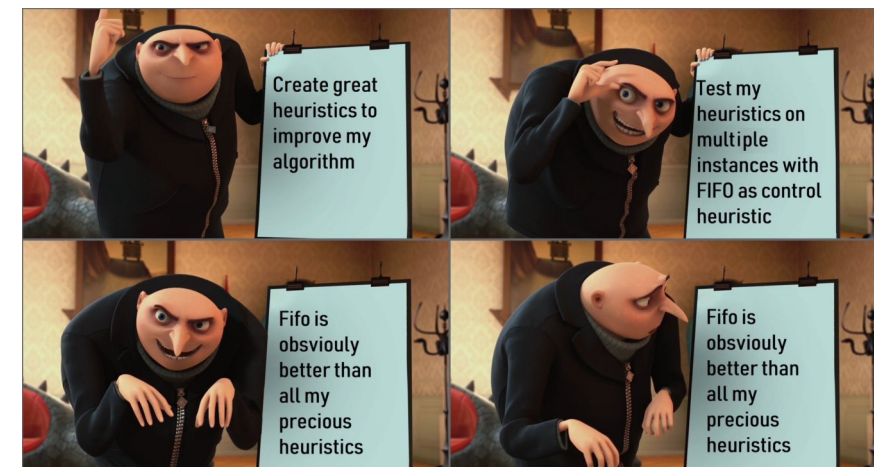 Create great
heuristics to
improve my
algorithm
Test my
heuristics on
multiple
instances with
FIFO as control
heuristic
Fifo is
obsviouly
better than
all my
precious
heuristics
Fifo is
obsviouly
better than
all my
precious
heuristics